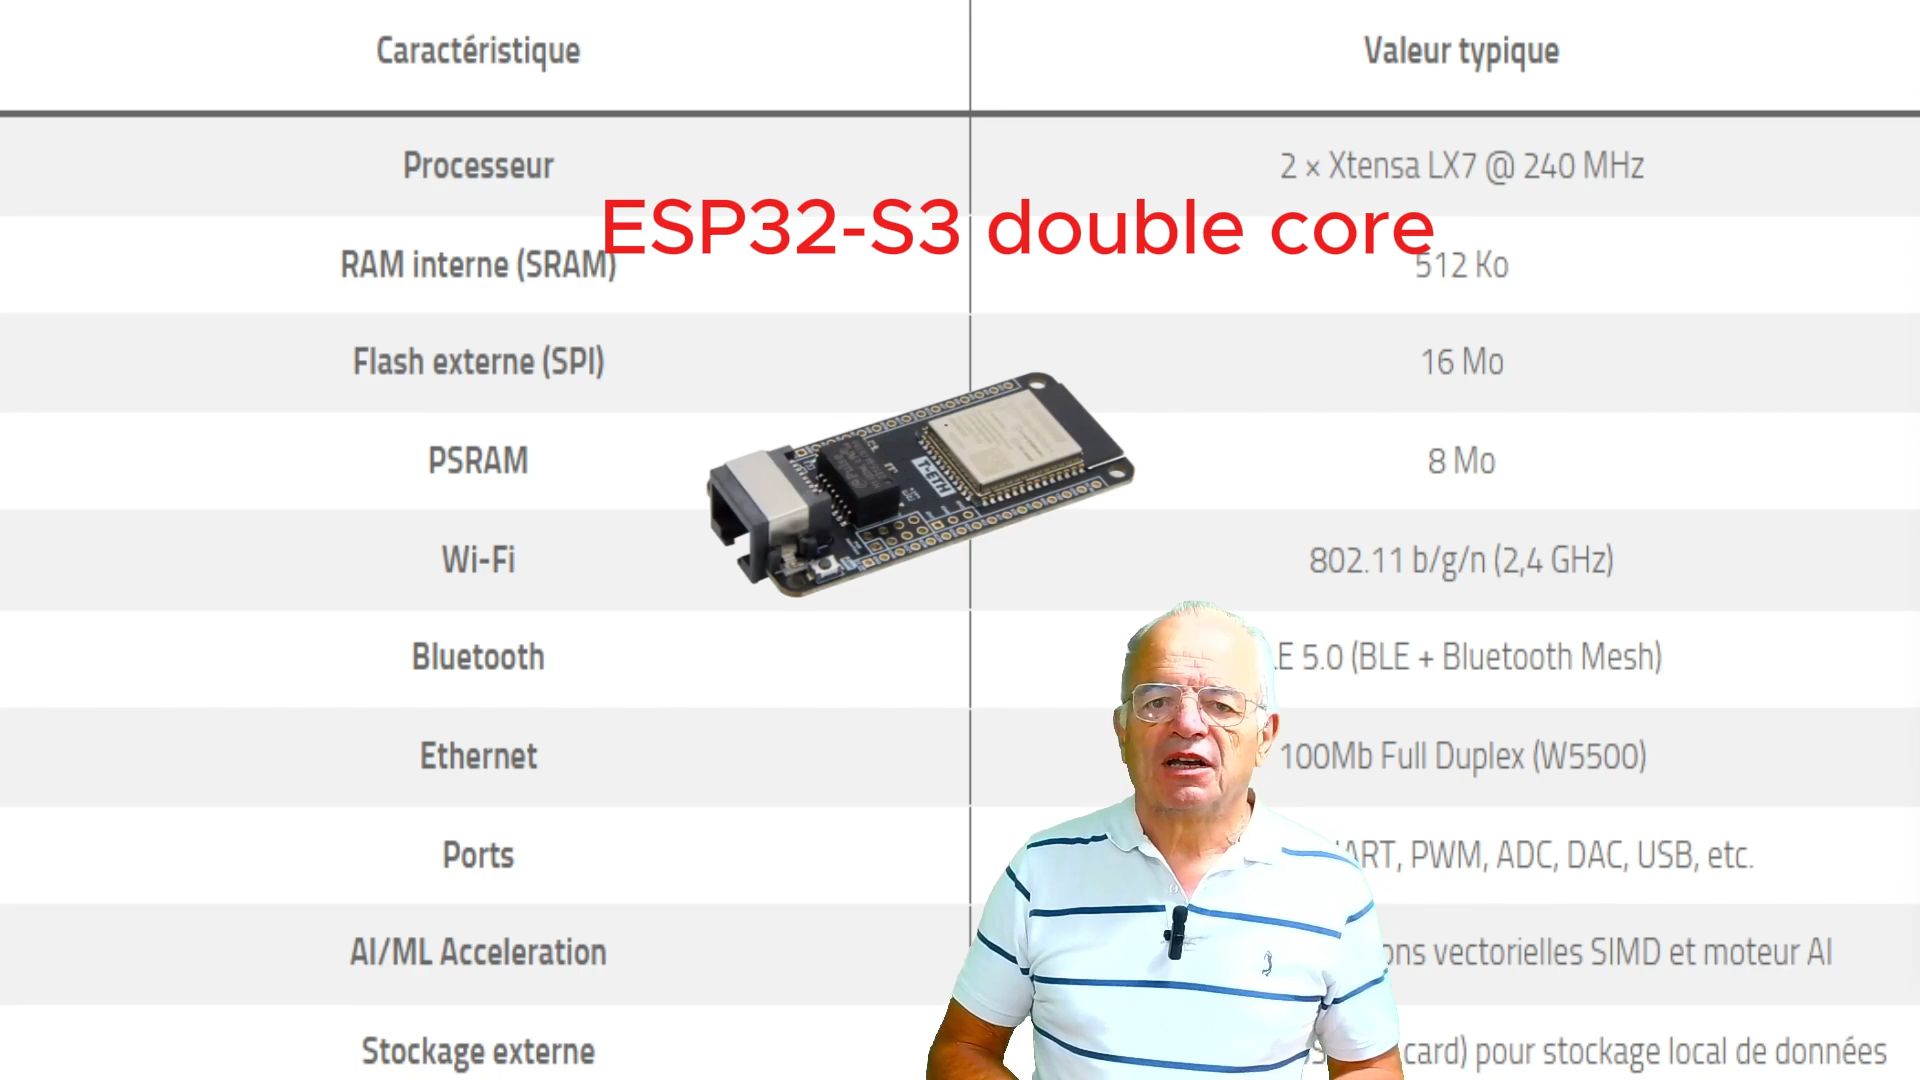 Caractéristique Valeur typique
Processeur 2 × Xtensa LX7 @ 240 MHz
ESP32-S3 double core
RAM interne (SRAM) 512 Ko
Flash externe (SPI) 16 Mo
PSRAM 8 Mo
T-ETH
Wi-Fi 802.11 b/g/n (2,4 GHz)
Bluetooth 5.0 (BLE + Bluetooth Mesh)
Ethernet 100Mb Full Duplex (W5500)
Ports PWM, ADC, DAC, USB, etc.
AI/ML Acceleration vectorielles SIMD et moteur AI
Stockage externe card) pour stockage local de données